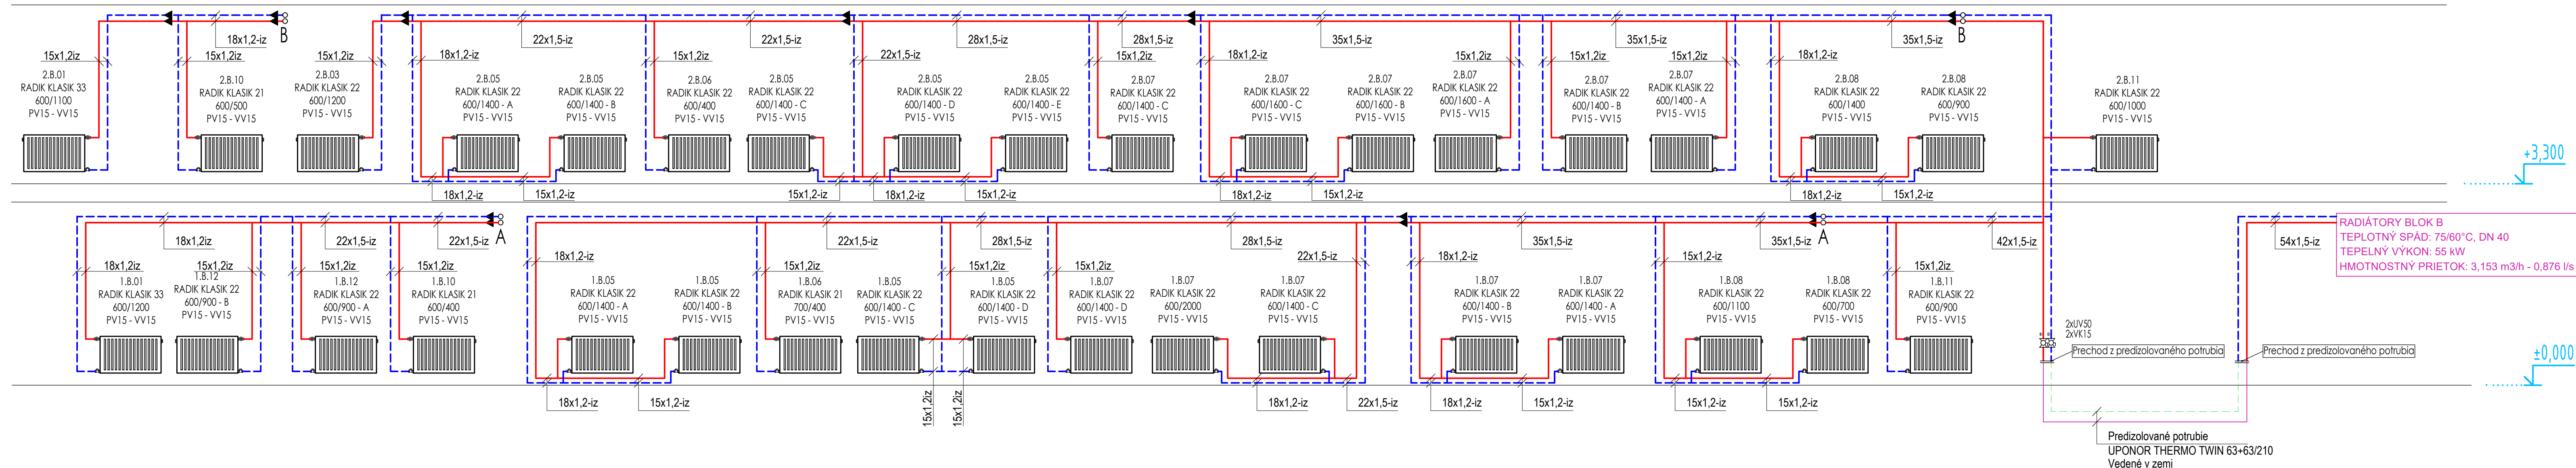 18x1,2-iz
B
22x1,5-iz
22x1,5-iz
28x1,5-iz
28x1,5-iz
35x1,5-iz
35x1,5-iz
35x1,5-iz
B
15x1,2iz
15x1,2iz
15x1,2iz
18x1,2-iz
15x1,2iz
22x1,5-iz
15x1,2iz
18x1,2-iz
15x1,2iz
15x1,2iz
15x1,2iz
18x1,2-iz
2.B.01
RADIK KLASIK 33
600/1100
PV15 - VV15
2.B.10
RADIK KLASIK 21
600/500
PV15 - VV15
2.B.03
RADIK KLASIK 22
600/1200
PV15 - VV15
2.B.05
RADIK KLASIK 22
600/1400 - A
PV15 - VV15
2.B.05
RADIK KLASIK 22
600/1400 - B
PV15 - VV15
2.B.06
RADIK KLASIK 22
600/400
PV15 - VV15
2.B.05
RADIK KLASIK 22
600/1400 - C
PV15 - VV15
2.B.05
RADIK KLASIK 22
600/1400 - D
PV15 - VV15
2.B.05
RADIK KLASIK 22
600/1400 - E
PV15 - VV15
2.B.07
RADIK KLASIK 22
600/1400 - C
PV15 - VV15
2.B.07
RADIK KLASIK 22
600/1600 - C
PV15 - VV15
2.B.07
RADIK KLASIK 22
600/1600 - B
PV15 - VV15
2.B.07
RADIK KLASIK 22
600/1600 - A
PV15 - VV15
2.B.07
RADIK KLASIK 22
600/1400 - B
PV15 - VV15
2.B.07
RADIK KLASIK 22
600/1400 - A
PV15 - VV15
2.B.08
RADIK KLASIK 22
600/1400
PV15 - VV15
2.B.08
RADIK KLASIK 22
600/900
PV15 - VV15
2.B.11
RADIK KLASIK 22
600/1000
PV15 - VV15
+3,300
18x1,2-iz
15x1,2-iz
15x1,2-iz
18x1,2-iz
15x1,2-iz
18x1,2-iz
15x1,2-iz
18x1,2-iz
15x1,2-iz
18x1,2iz
22x1,5-iz
22x1,5-iz
A
22x1,5-iz
28x1,5-iz
28x1,5-iz
35x1,5-iz
35x1,5-iz
A
42x1,5-iz
54x1,5-iz
RADIÁTORY BLOK B
TEPLOTNÝ SPÁD: 75/60°C, DN 40
TEPELNÝ VÝKON: 55 kW
HMOTNOSTNÝ PRIETOK: 3,153 m3/h - 0,876 l/s
18x1,2iz
15x1,2iz
15x1,2iz
15x1,2iz
18x1,2-iz
15x1,2iz
15x1,2iz
15x1,2iz
22x1,5-iz
18x1,2-iz
15x1,2-iz
15x1,2iz
1.B.01
RADIK KLASIK 33
600/1200
PV15 - VV15
1.B.12
RADIK KLASIK 22
600/900 - B
PV15 - VV15
1.B.12
RADIK KLASIK 22
600/900 - A
PV15 - VV15
1.B.10
RADIK KLASIK 21
600/400
PV15 - VV15
1.B.05
RADIK KLASIK 22
600/1400 - A
PV15 - VV15
1.B.05
RADIK KLASIK 22
600/1400 - B
PV15 - VV15
1.B.06
RADIK KLASIK 21
700/400
PV15 - VV15
1.B.05
RADIK KLASIK 22
600/1400 - C
PV15 - VV15
1.B.05
RADIK KLASIK 22
600/1400 - D
PV15 - VV15
1.B.07
RADIK KLASIK 22
600/1400 - D
PV15 - VV15
1.B.07
RADIK KLASIK 22
600/2000
PV15 - VV15
1.B.07
RADIK KLASIK 22
600/1400 - C
PV15 - VV15
1.B.07
RADIK KLASIK 22
600/1400 - B
PV15 - VV15
1.B.07
RADIK KLASIK 22
600/1400 - A
PV15 - VV15
1.B.08
RADIK KLASIK 22
600/1100
PV15 - VV15
1.B.08
RADIK KLASIK 22
600/700
PV15 - VV15
1.B.11
RADIK KLASIK 22
600/900
PV15 - VV15
2xUV50
2xVK15
Prechod z predizolovaného potrubia
Prechod z predizolovaného potrubia
±0,000
18x1,2-iz
15x1,2-iz
15x1,2iz
15x1,2iz
18x1,2-iz
22x1,5-iz
18x1,2-iz
15x1,2-iz
15x1,2-iz
15x1,2-iz
Predizolované potrubie
UPONOR THERMO TWIN 63+63/210
Vedené v zemi